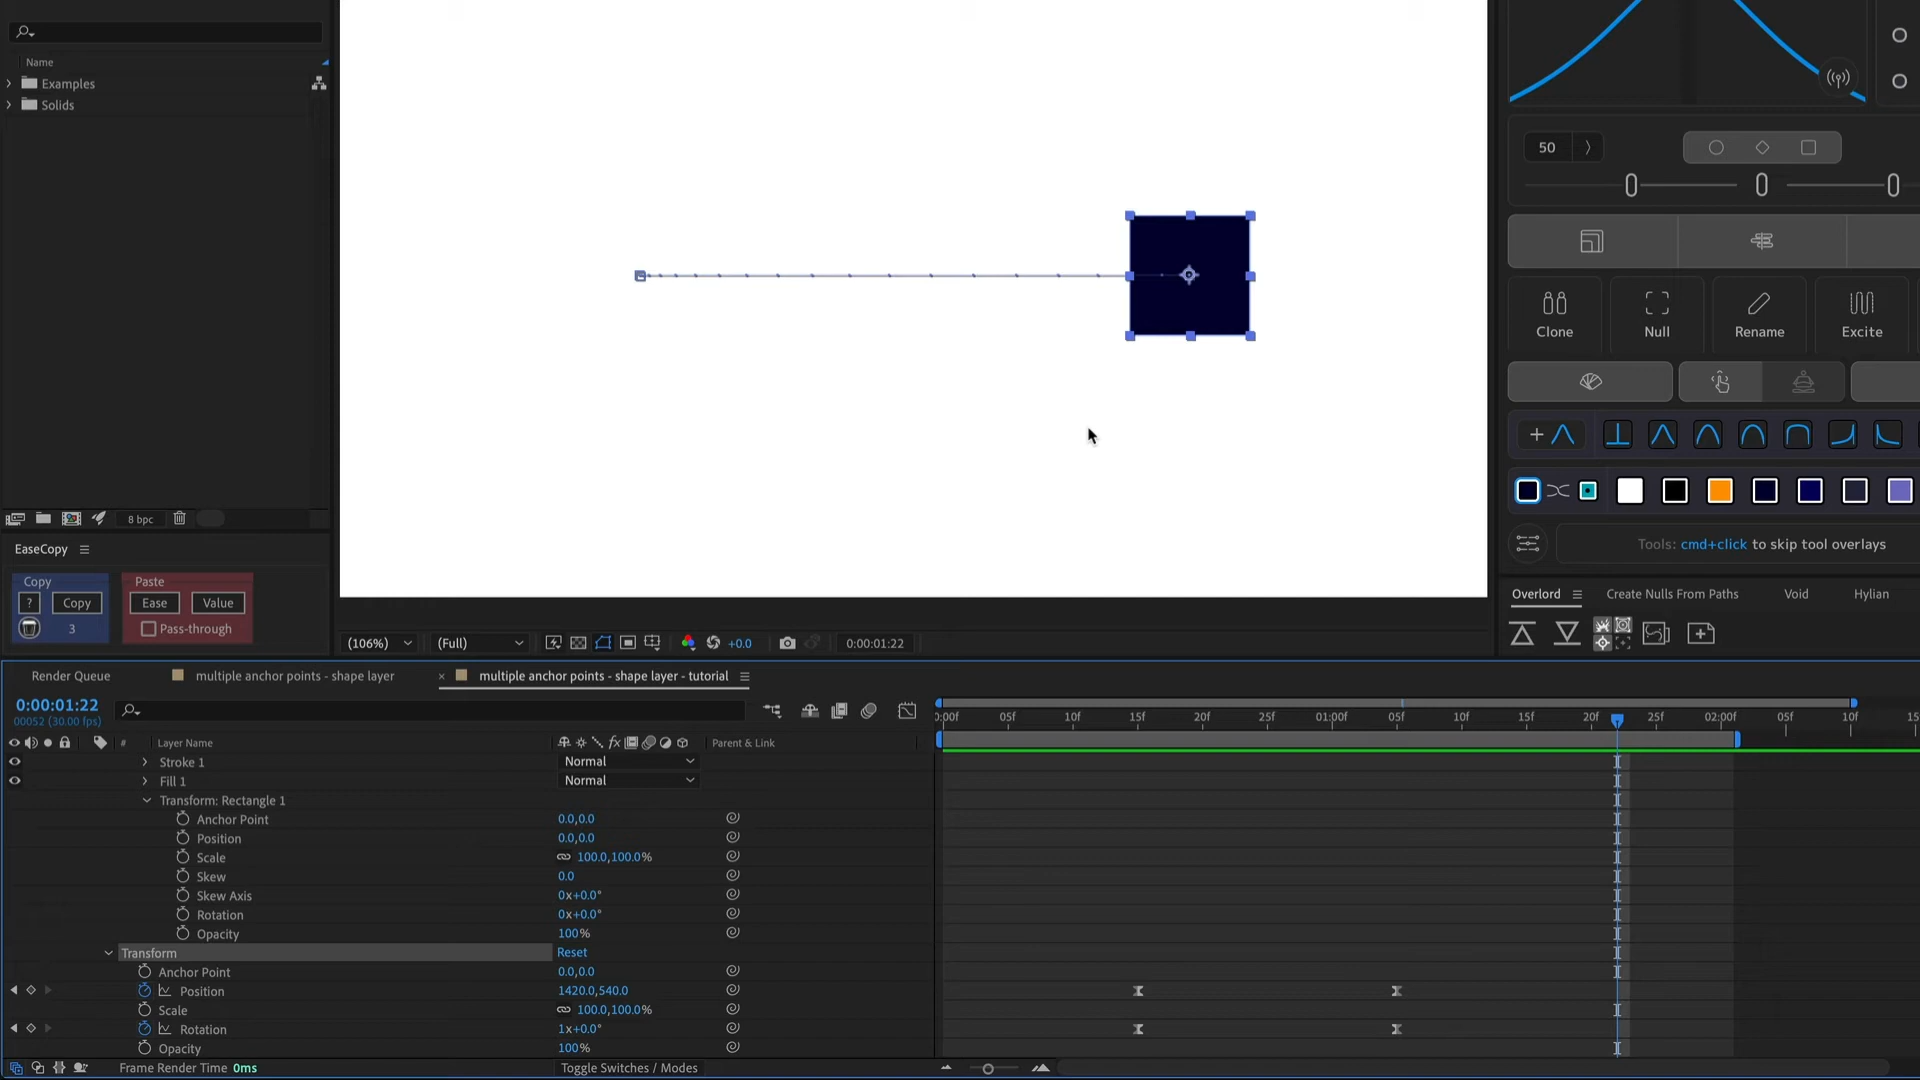 Name
Examples
Solids
8 bpc
EaseCopy
Copy
Paste
?
Copy
Ease
Value
3
Pass-through
(106%)
(Full)
+0.0
0:00:01:22
50
Clone
Null
Rename
Excite
Tools: cmd+click to skip tool overlays
Overlord
Create Nulls From Paths
Void
Hylian
Render Queue
multiple anchor points - shape layer
× multiple anchor points - shape layer - tutorial
0:00:01:22
00052 (30.00 fps)
0:00f 05f 10f 15f 20f 25f 01:00f 05f 10f 15f 20f 25f 02:00f 05f 10f 15
# Layer Name fx Parent & Link
Stroke 1 Normal
Fill 1 Normal
Transform: Rectangle 1
Anchor Point 0.0,0.0
Position 0.0,0.0
Scale 100.0,100.0%
Skew 0.0
Skew Axis 0x+0.0°
Rotation 0x+0.0°
Opacity 100%
Transform Reset
Anchor Point 0.0,0.0
Position 1420.0,540.0
Scale 100.0,100.0%
Rotation 1x+0.0°
Opacity 100%
Frame Render Time 0ms
Toggle Switches / Modes